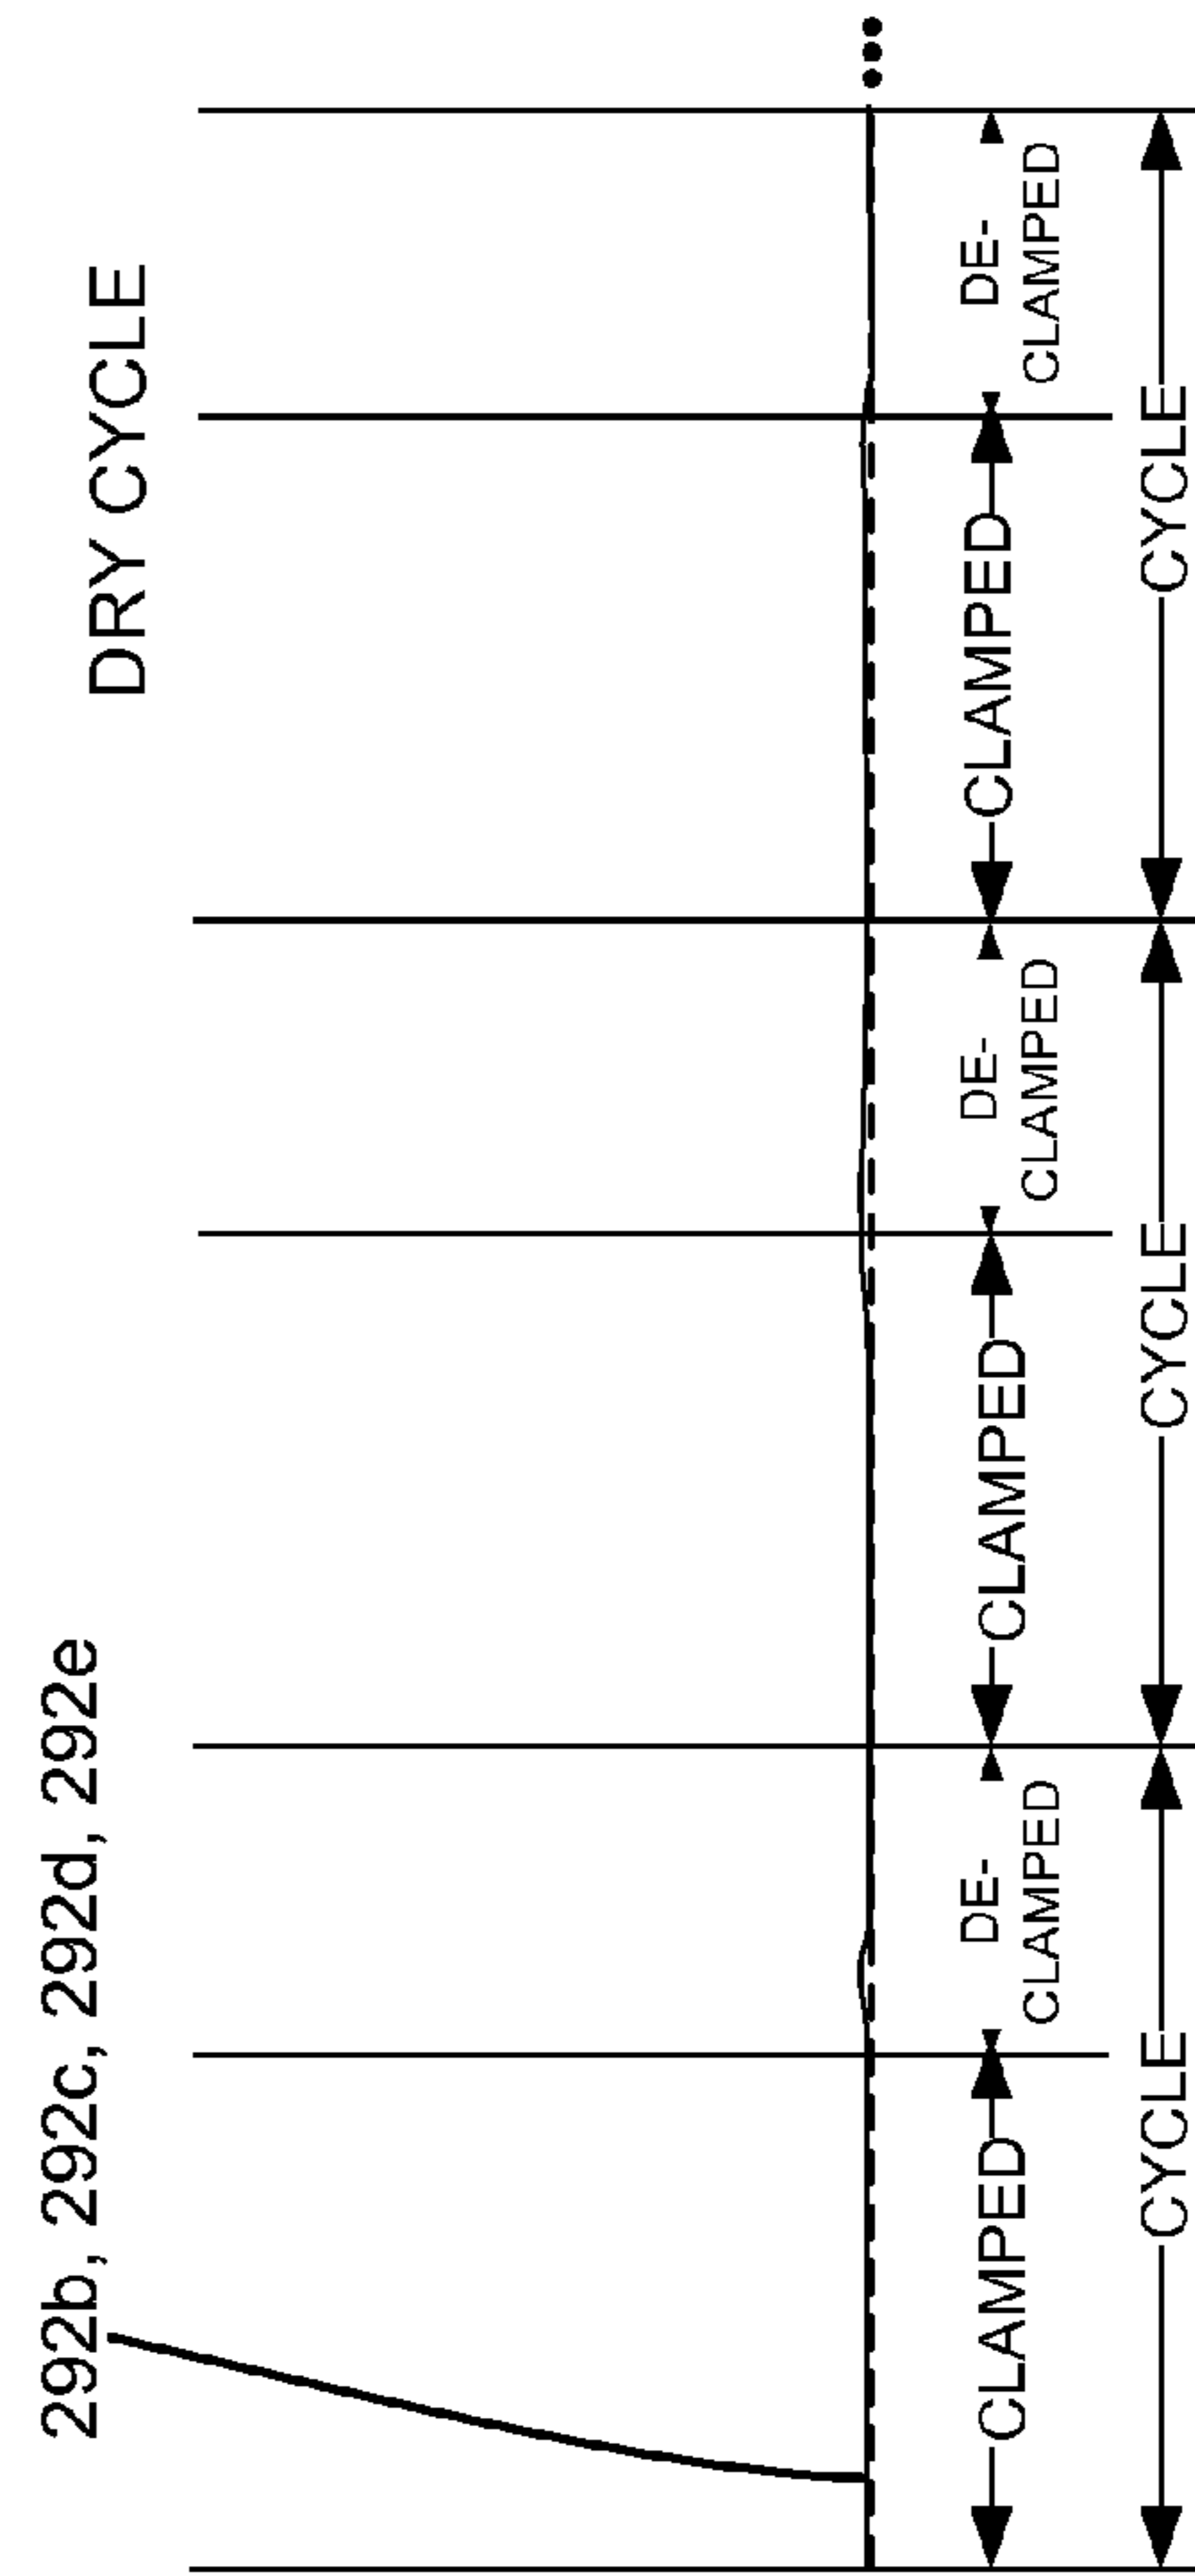 292b, 292c, 292d, 292e
DRY CYCLE
CLAMPED
DE-
CLAMPED
CLAMPED
DE-
CLAMPED
CLAMPED
DE-
CLAMPED
CYCLE
CYCLE
CYCLE